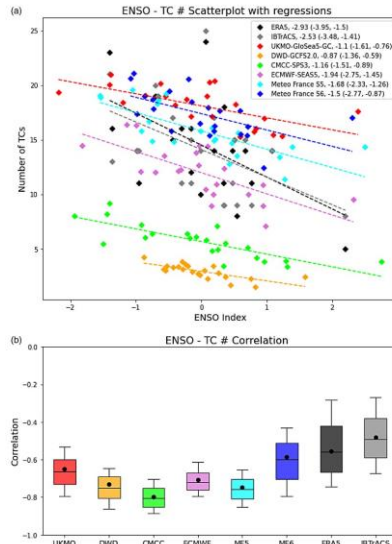 (a)
ENSO - TC # Scatterplot with regressions
ERA5, -2.93 (-3.95, -1.5)
IBTrACS, -2.53 (-3.48, -1.41)
UKMO-GloSea5-GC, -1.1 (-1.61, -0.76)
DWD-GCFS2.0, -0.87 (-1.36, -0.59)
CMCC-SPS3, -1.16 (-1.51, -0.89)
ECMWF-SEAS5, -1.94 (-2.75, -1.45)
Meteo France S5, -1.68 (-2.33, -1.26)
Meteo France S6, -1.5 (-2.77, -0.87)
Number of TCs
25
20
15
10
5
-2
-1
0
1
2
ENSO Index
(b)
ENSO - TC # Correlation
Correlation
0.0
-0.2
-0.4
-0.6
-0.8
-1.0
UKMO
DWD
CMCC
ECMWF
MF5
MF6
ERA5
IBTrACS